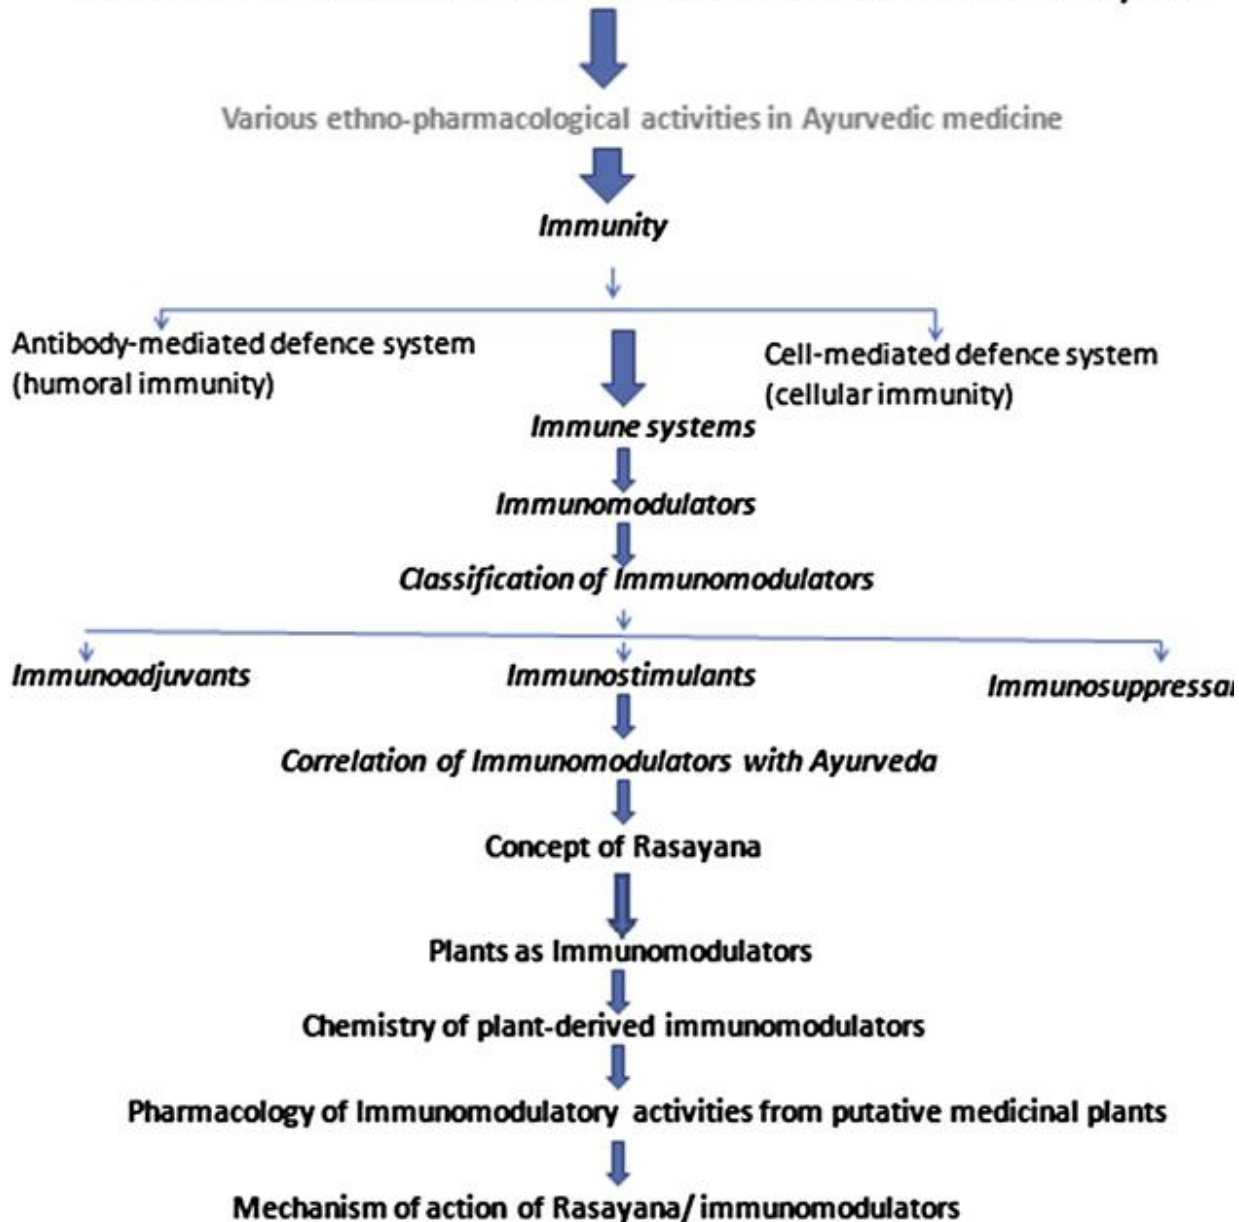 Various ethno-pharmacological activities in Ayurvedic medicine
Immunity
Antibody-mediated defence system
(humoral immunity)
Cell-mediated defence system
(cellular immunity)
Immune systems
Immunomodulators
Classification of Immunomodulators
Immunoadjuvants
Immunostimulants
Immunosuppressan
Correlation of Immunomodulators with Ayurveda
Concept of Rasayana
Plants as Immunomodulators
Chemistry of plant-derived immunomodulators
Pharmacology of Immunomodulatory activities from putative medicinal plants
Mechanism of action of Rasayana/ immunomodulators